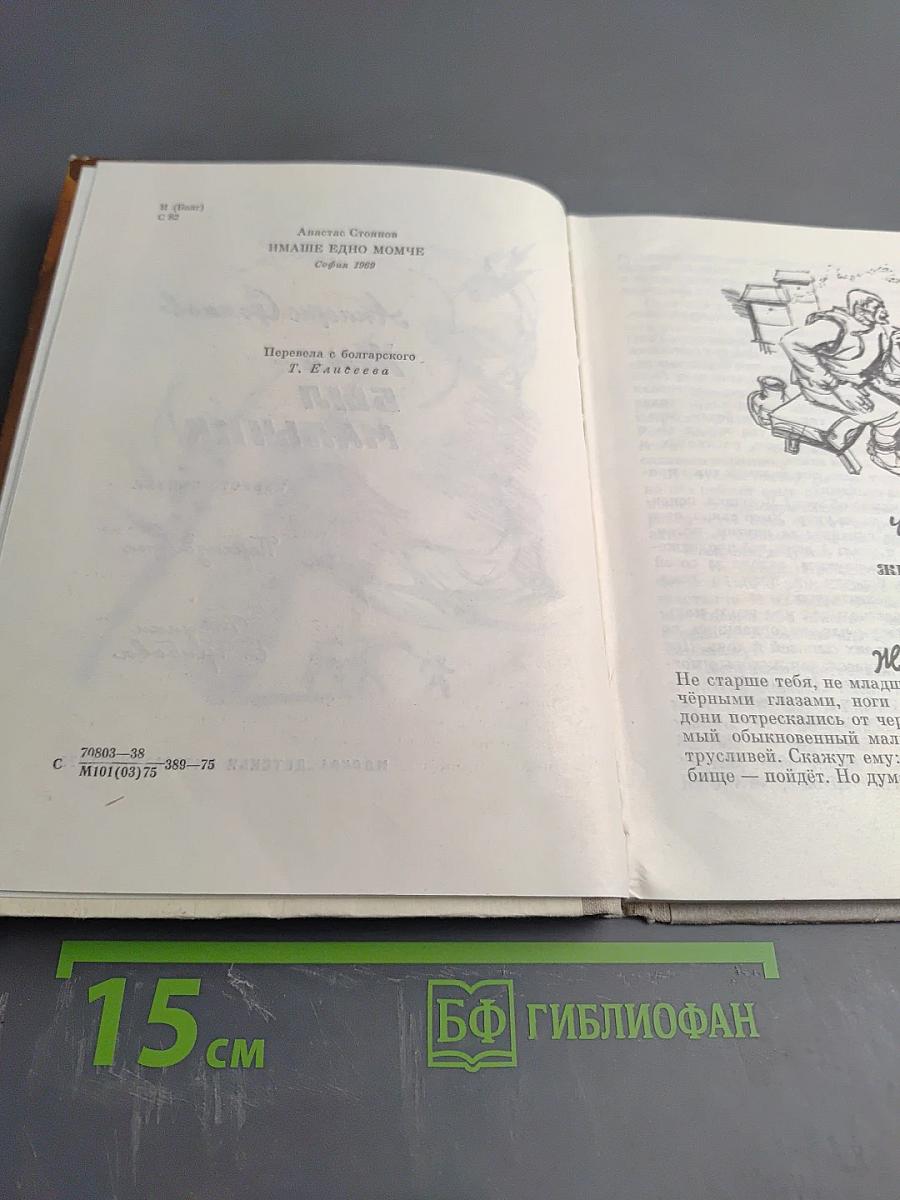 И (Болг)
С 82
Анастас Стоянов
ИМАШЕ ЕДНО МОМЧЕ
София 1969
Перевела с болгарского
Т. Елисеева
С 70803—38
М101(03)75 389—75
Не старше тебя, не младш
чёрными глазами, ноги
дони потрескались от чер
мый обыкновенный мал
трусливей. Скажут ему:
бище — пойдёт. Но дум
15 см
БФ ГИБЛИОФАН